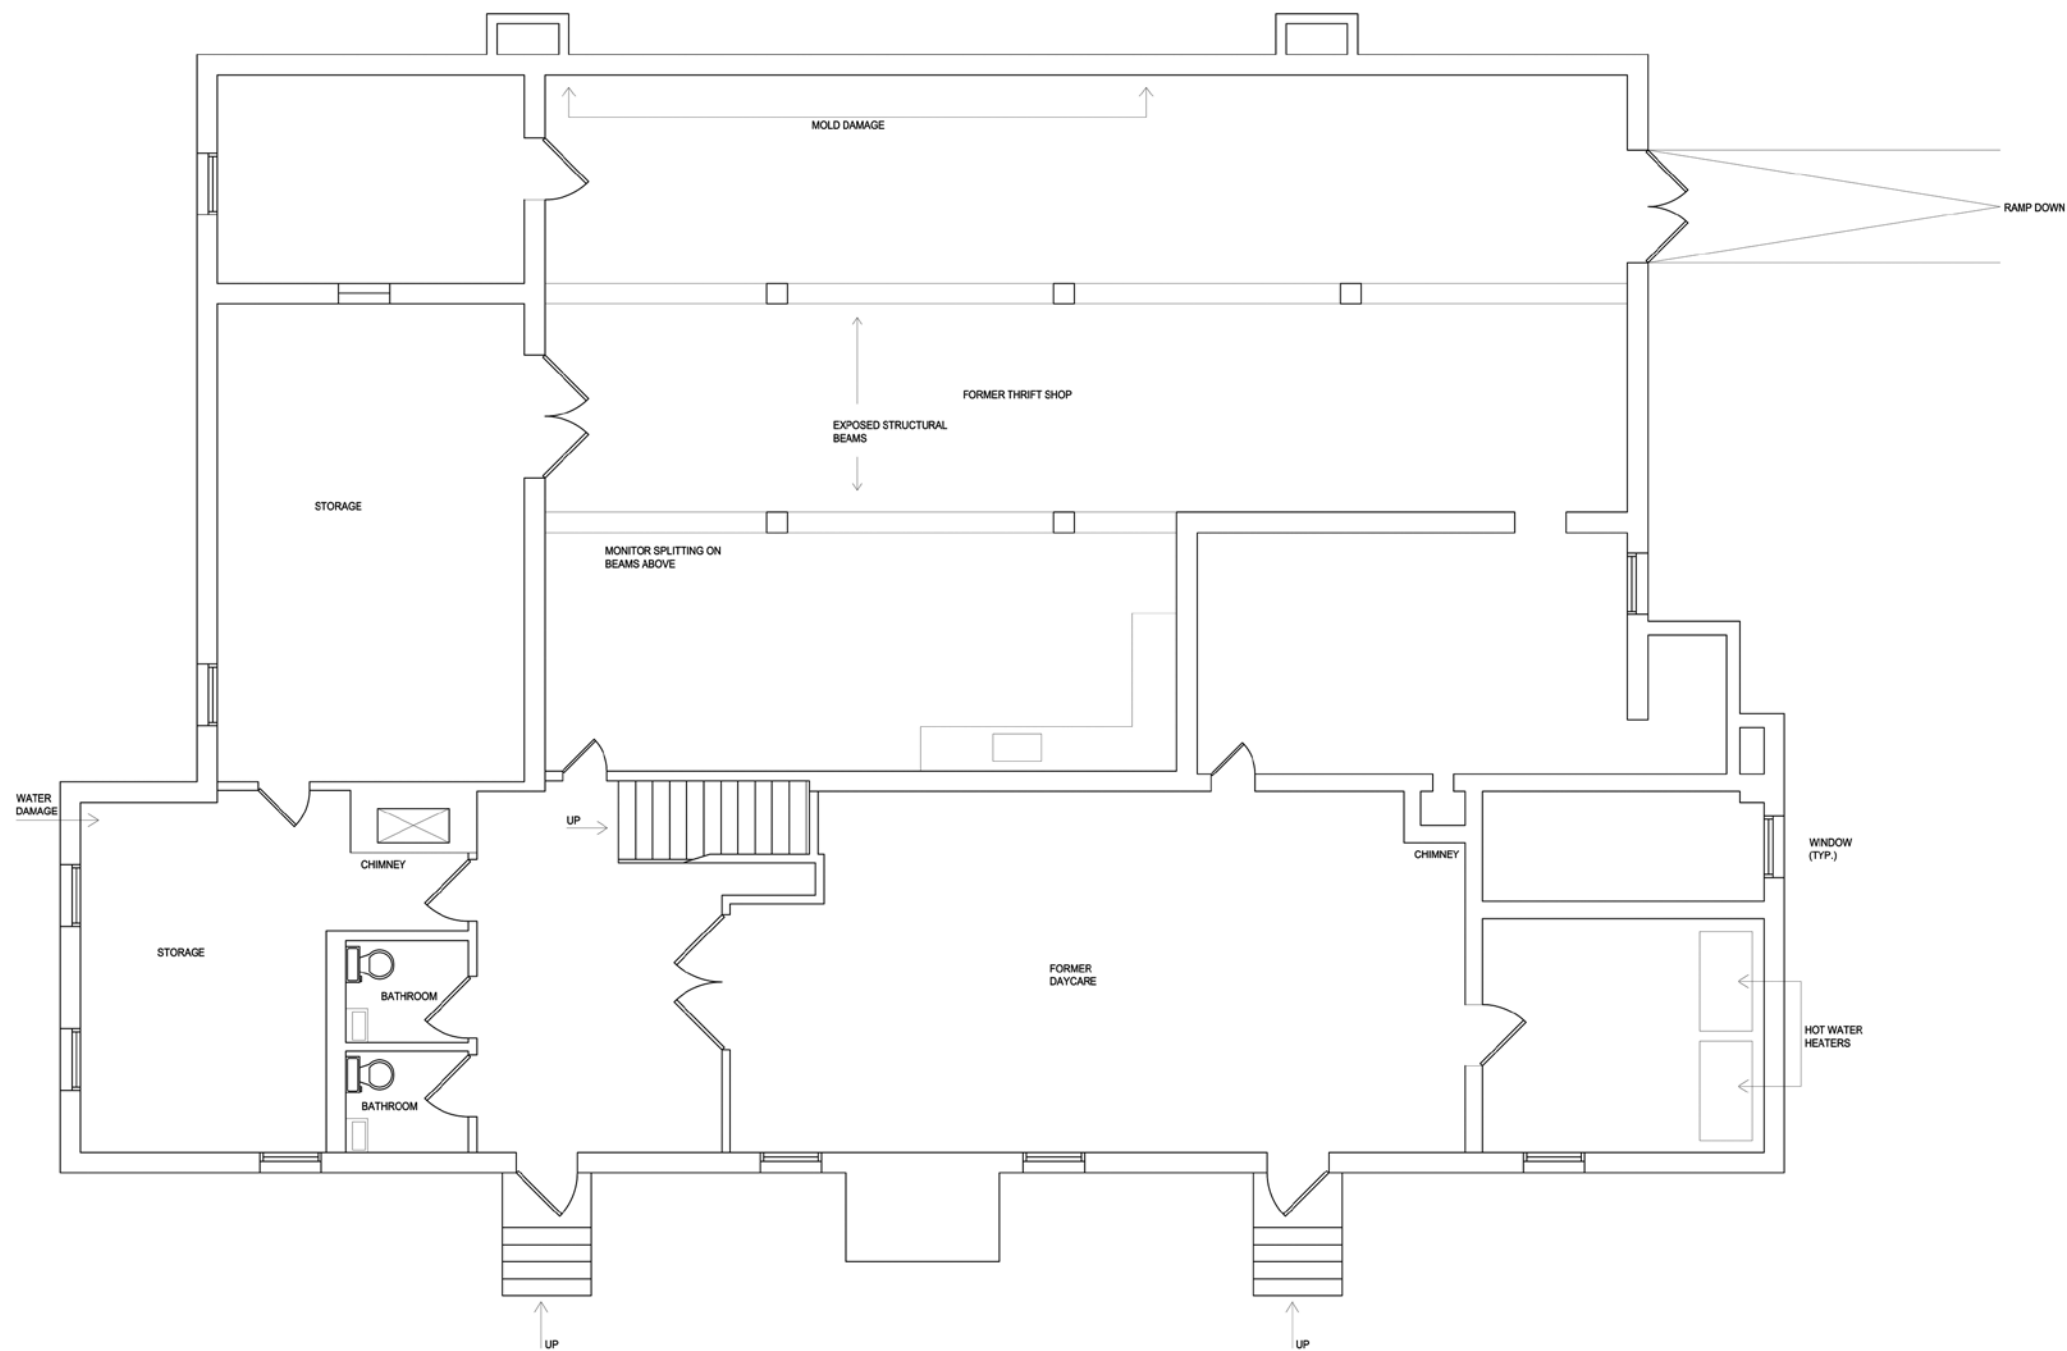 MOLD DAMAGE
RAMP DOWN
FORMER THRIFT SHOP
EXPOSED STRUCTURAL
BEAMS
STORAGE
MONITOR SPLITTING ON
BEAMS ABOVE
WATER
DAMAGE
UP
CHIMNEY
CHIMNEY
WINDOW
(TYP.)
STORAGE
BATHROOM
FORMER
DAYCARE
HOT WATER
HEATERS
BATHROOM
UP
UP